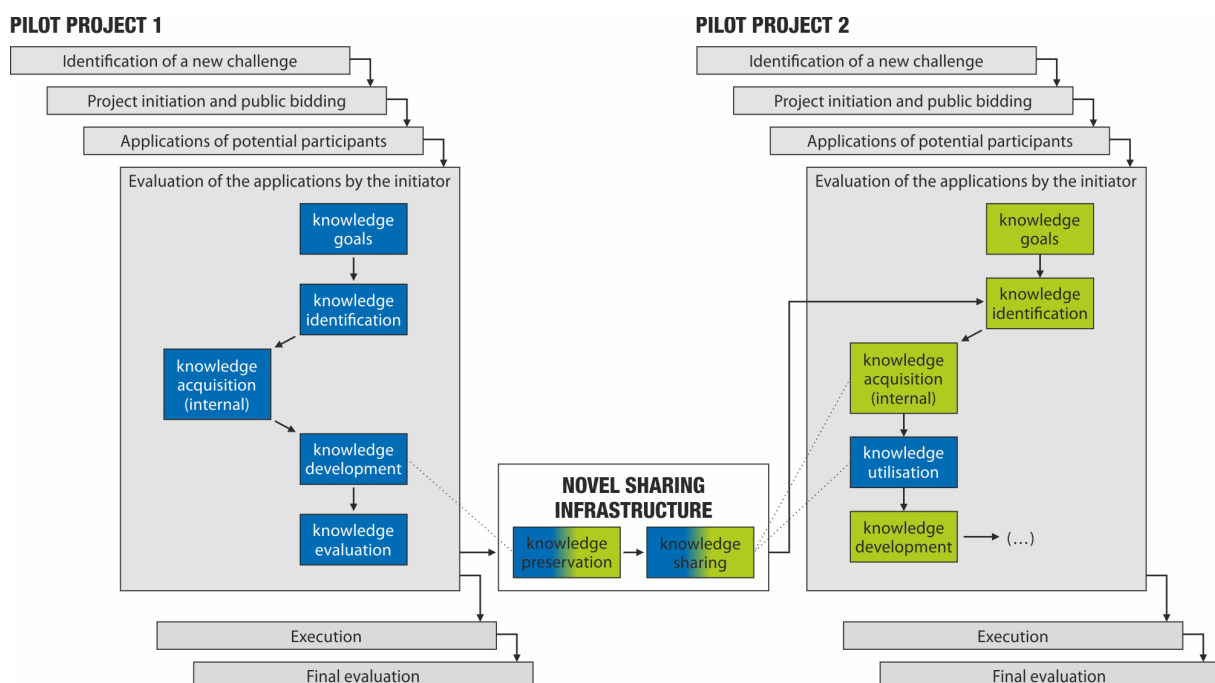 PILOT PROJECT 1
Identification of a new challenge
Project initiation and public bidding
Applications of potential participants
Evaluation of the applications by the initiator
knowledge
goals
knowledge
identification
knowledge
acquisition
(internal)
knowledge
development
knowledge
evaluation
Execution
Final evaluation
NOVEL SHARING
INFRASTRUCTURE
knowledge
preservation
knowledge
sharing
PILOT PROJECT 2
Identification of a new challenge
Project initiation and public bidding
Applications of potential participants
Evaluation of the applications by the initiator
knowledge
goals
knowledge
identification
knowledge
acquisition
(internal)
knowledge
utilisation
knowledge
development
(...)
Execution
Final evaluation